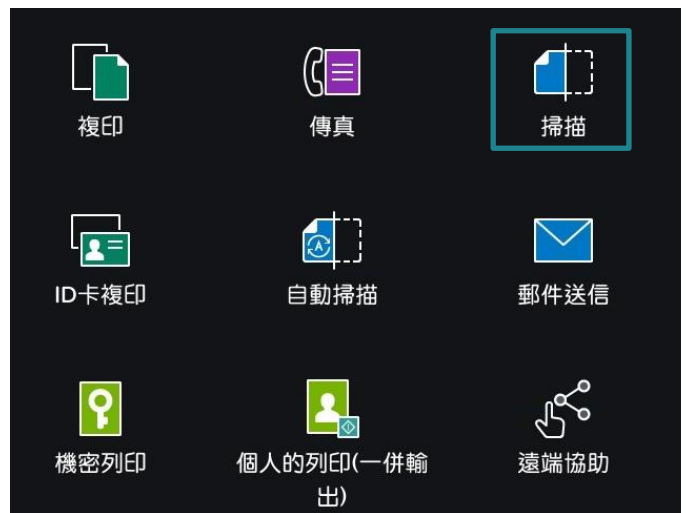 複印
傳真
掃描
ID卡複印
自動掃描
郵件送信
機密列印
個人的列印(一併輸
出)
遠端協助